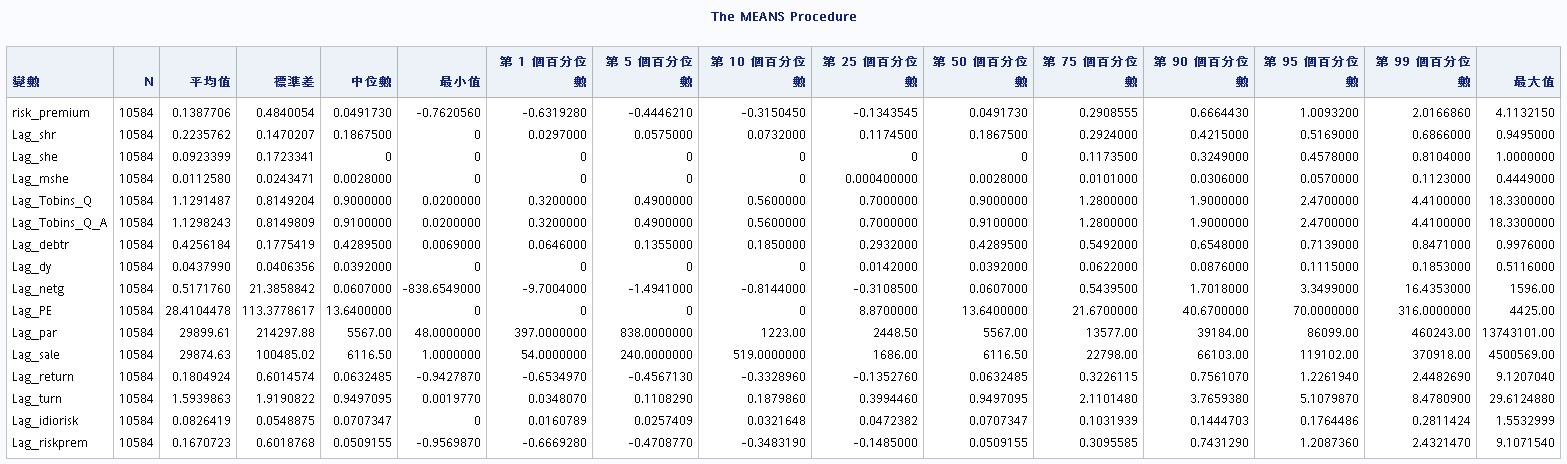 The MEANS Procedure
變數 N 平均值 標準差 中位數 最小值 第 1 個百分位數 第 5 個百分位數 第 10 個百分位數 第 25 個百分位數 第 50 個百分位數 第 75 個百分位數 第 90 個百分位數 第 95 個百分位數 第 99 個百分位數 最大值
risk_premium 10584 0.1387706 0.4840054 0.0491730 -0.7620560 -0.6319280 -0.4446210 -0.3150450 -0.1343545 0.0491730 0.2908555 0.6664430 1.0093200 2.0166860 4.1132150
Lag_shr 10584 0.2235762 0.1470207 0.1867500 0 0.0297000 0.0575000 0.0732000 0.1174500 0.1867500 0.2924000 0.4215000 0.5169000 0.6866000 0.9495000
Lag_she 10584 0.0923399 0.1723341 0 0 0 0 0 0 0 0.1173500 0.3249000 0.4578000 0.8104000 1.0000000
Lag_mshe 10584 0.0112580 0.0243471 0.0028000 0 0 0 0 0.000400000 0.0028000 0.0101000 0.0306000 0.0570000 0.1123000 0.4449000
Lag_Tobins_Q 10584 1.1291487 0.8149204 0.9000000 0.0200000 0.3200000 0.4900000 0.5600000 0.7000000 0.9000000 1.2800000 1.9000000 2.4700000 4.4100000 18.3300000
Lag_Tobins_Q_A 10584 1.1298243 0.8149809 0.9100000 0.0200000 0.3200000 0.4900000 0.5600000 0.7000000 0.9100000 1.2800000 1.9000000 2.4700000 4.4100000 18.3300000
Lag_debtr 10584 0.4256184 0.1775419 0.4289500 0.0069000 0.0646000 0.1355000 0.1850000 0.2932000 0.4289500 0.5492000 0.6548000 0.7139000 0.8471000 0.9976000
Lag_dy 10584 0.0437990 0.0406356 0.0392000 0 0 0 0 0.0142000 0.0392000 0.0622000 0.0876000 0.1115000 0.1853000 0.5116000
Lag_netg 10584 0.5171760 21.3858842 0.0607000 -838.6549000 -9.7004000 -1.4941000 -0.8144000 -0.3108500 0.0607000 0.5439500 1.7018000 3.3499000 16.4353000 1596.00
Lag_PE 10584 28.4104478 113.3778617 13.6400000 0 0 0 0 8.8700000 13.6400000 21.6700000 40.6700000 70.0000000 316.0000000 4425.00
Lag_par 10584 29899.61 214297.88 5567.00 48.0000000 397.0000000 838.0000000 1223.00 2448.50 5567.00 13577.00 39184.00 86099.00 460243.00 13743101.00
Lag_sale 10584 29874.63 100485.02 6116.50 1.0000000 54.0000000 240.0000000 519.0000000 1686.00 6116.50 22798.00 66103.00 119102.00 370918.00 4500569.00
Lag_return 10584 0.1804924 0.6014574 0.0632485 -0.9427870 -0.6534970 -0.4567130 -0.3328960 -0.1352760 0.0632485 0.3226115 0.7561070 1.2261940 2.4482690 9.1207040
Lag_turn 10584 1.5939863 1.9190822 0.9497095 0.0019770 0.0348070 0.1108290 0.1879860 0.3994460 0.9497095 2.1101480 3.7659380 5.1079870 8.4780900 29.6124880
Lag_idiorisk 10584 0.0826419 0.0548875 0.0707347 0 0.0160789 0.0257409 0.0321648 0.0472382 0.0707347 0.1031939 0.1444703 0.1764486 0.2811424 1.5532999
Lag_riskprem 10584 0.1670723 0.6018768 0.0509155 -0.9569870 -0.6669280 -0.4708770 -0.3483190 -0.1485000 0.0509155 0.3095585 0.7431290 1.2087360 2.4321470 9.1071540